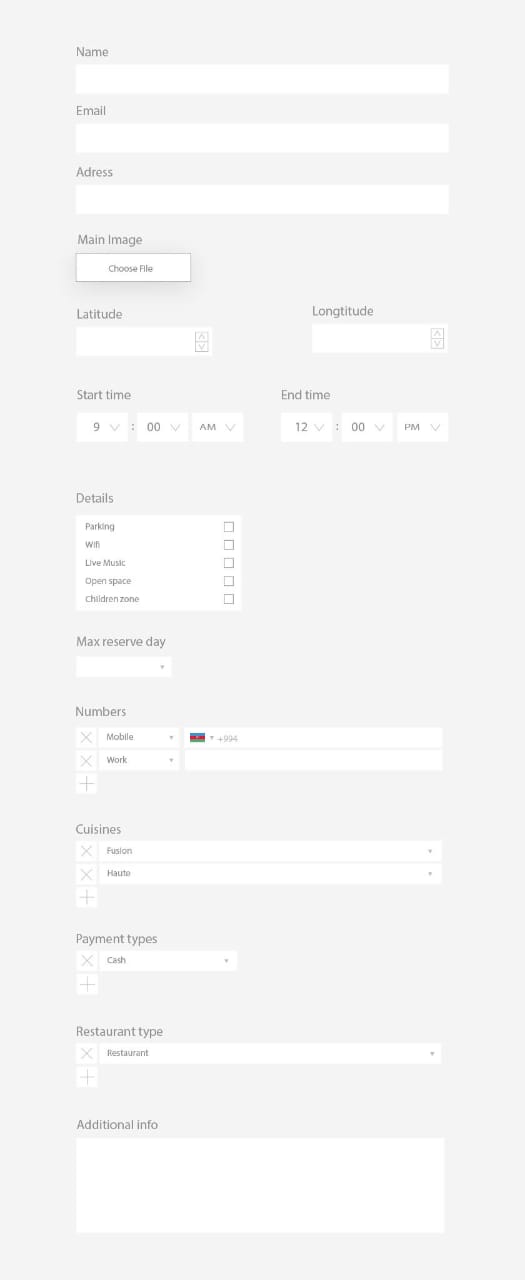 Name
Email
Adress
Main Image
Choose File
Latitude
Longtitude
Start time
End time
9 : 00 AM
12 : 00 PM
Details
Parking
Wifi
Live Music
Open space
Children zone
Max reserve day
Numbers
Mobile +994
Work
Cuisines
Fusion
Haute
Payment types
Cash
Restaurant type
Restaurant
Additional info